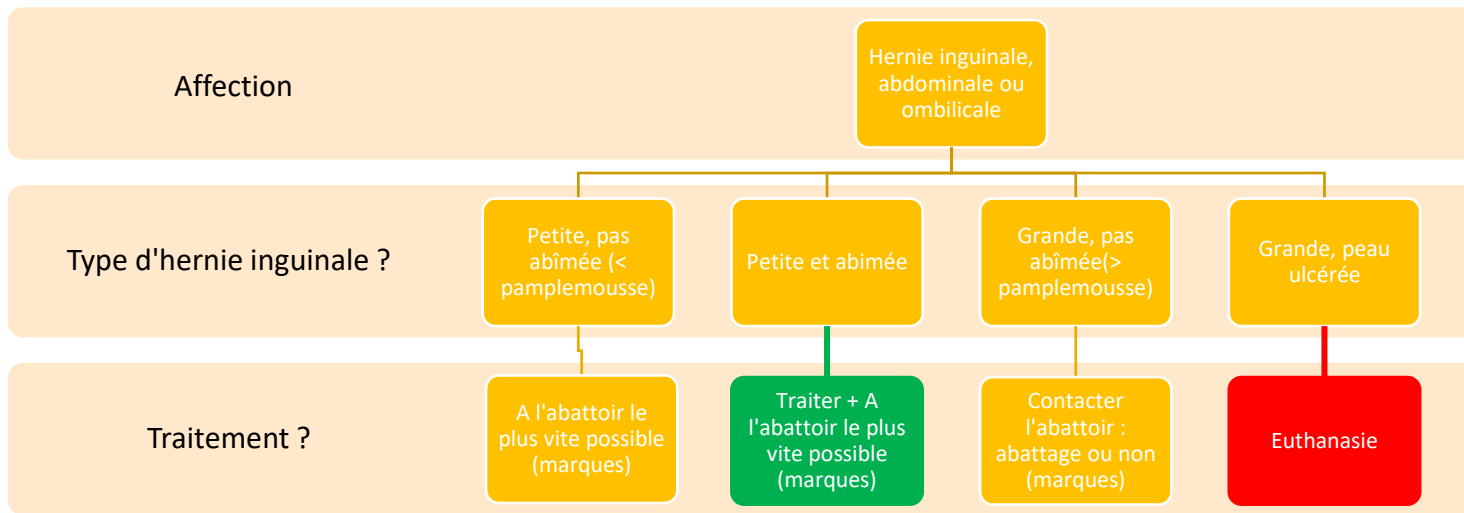 Affection
Hernie inguinale,
abdominale ou
ombilicale
Type d'hernie inguinale ?
Petite, pas
abîmée (<
pamplemousse)
Petite et abimée
Grande, pas
abîmée(>
pamplemousse)
Grande, peau
ulcérée
Traitement ?
A l'abattoir le
plus vite possible
(marques)
Traiter + A
l'abattoir le plus
vite possible
(marques)
Contacter
l'abattoir :
abattage ou non
(marques)
Euthanasie